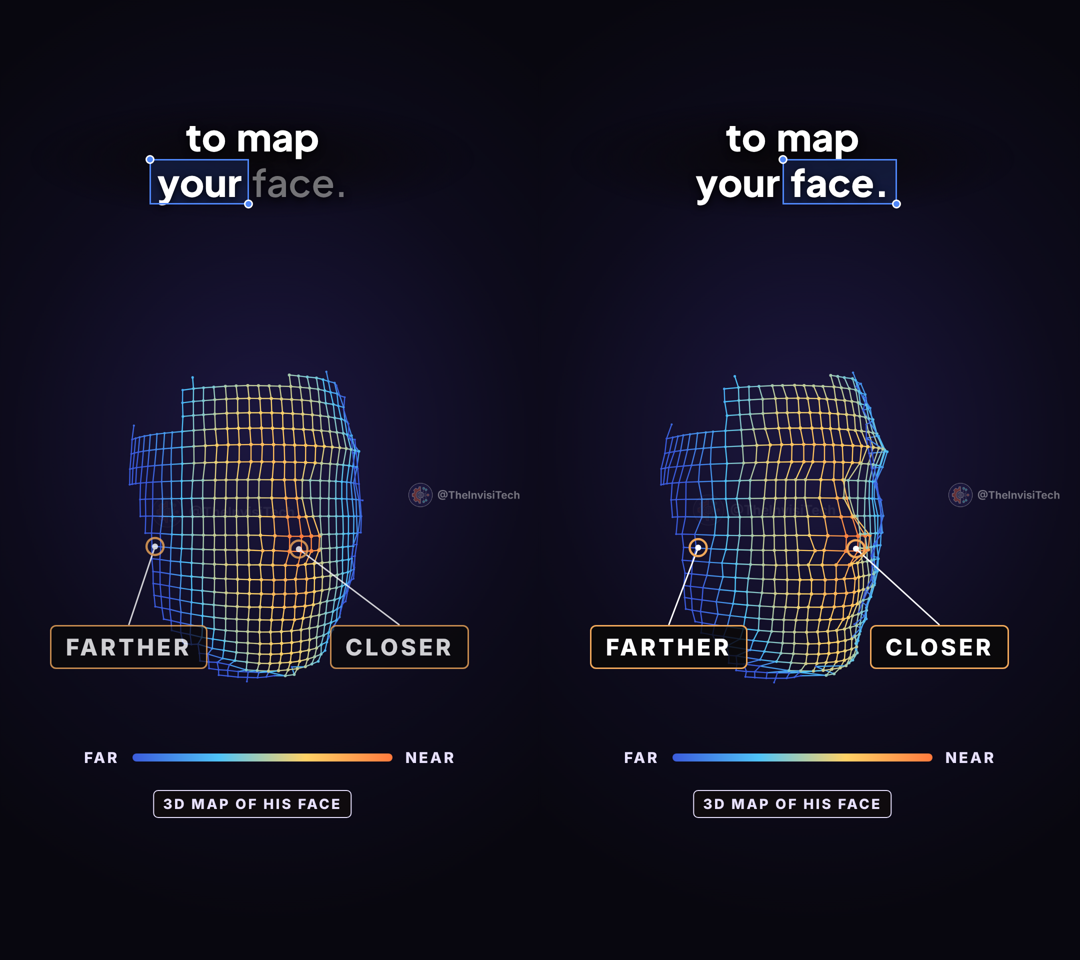 to map
your face.
@TheInvisiTech
FARTHER
CLOSER
FAR
NEAR
3D MAP OF HIS FACE
to map
your face.
@TheInvisiTech
FARTHER
CLOSER
FAR
NEAR
3D MAP OF HIS FACE